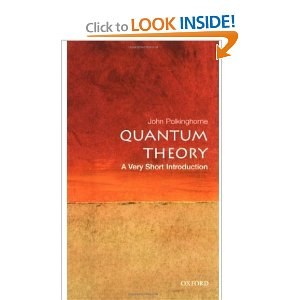 Click to LOOK INSIDE!
John Polkinghorne
QUANTUM
THEORY
A Very Short Introduction
OXFORD